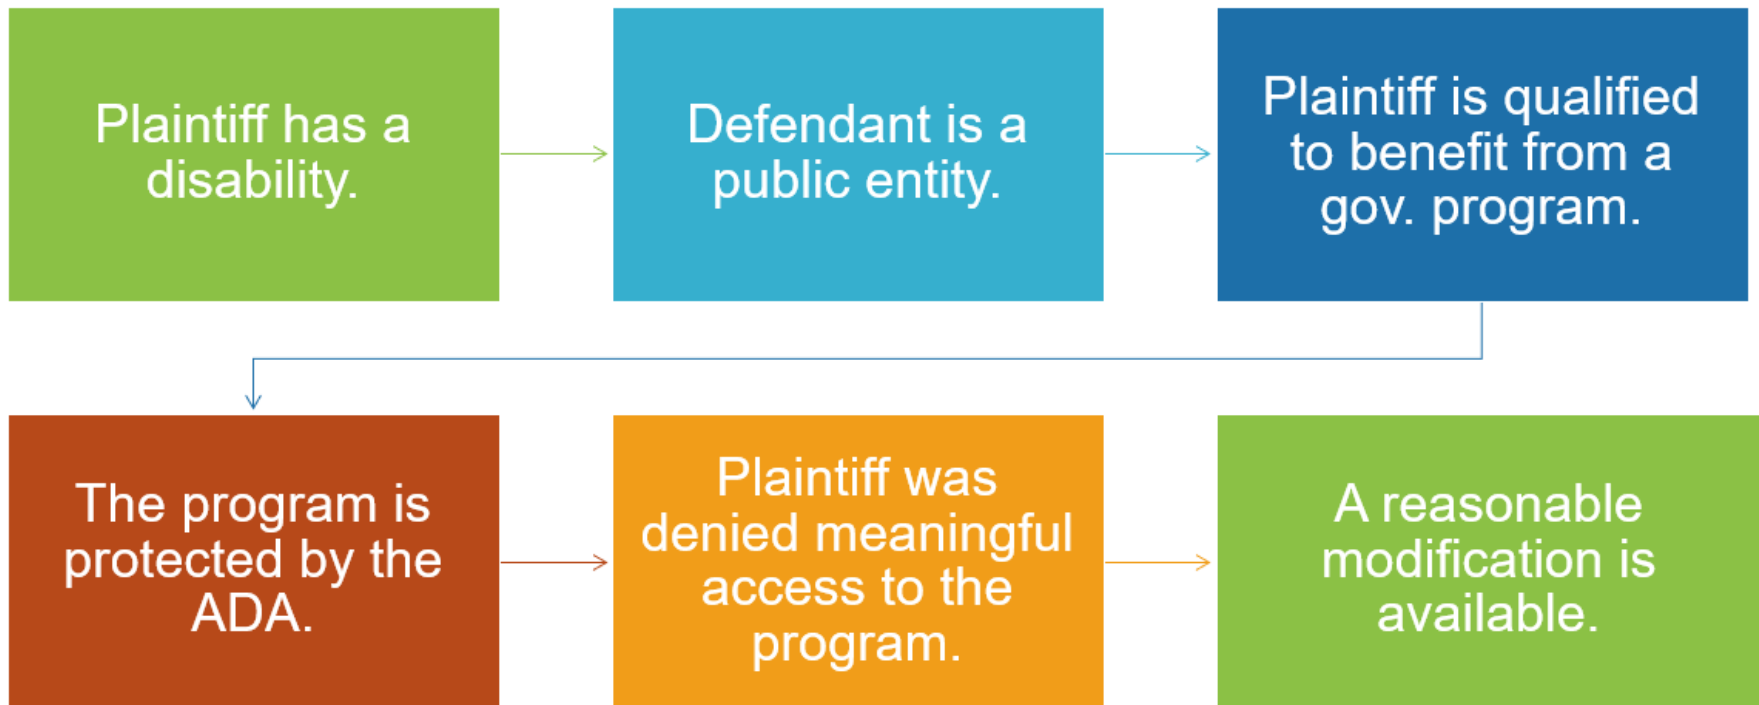 Plaintiff has a
disability.
Defendant is a
public entity.
Plaintiff is qualified
to benefit from a
gov. program.
The program is
protected by the
ADA.
Plaintiff was
denied meaningful
access to the
program.
A reasonable
modification is
available.